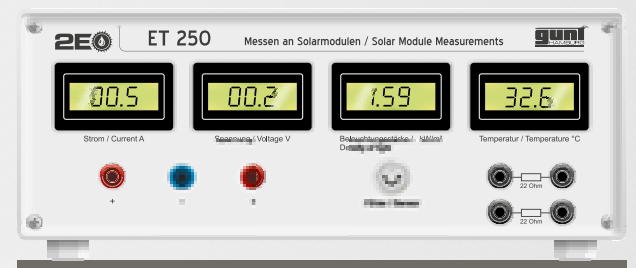 2E
ET 250
Messen an Solarmodulen / Solar Module Measurements
gunt
HAMBURG
00.5
00.2
1.59
32.6
Strom / Current A
/ Voltage V
Temperatur / Temperature °C
+
22 Ohm
22 Ohm